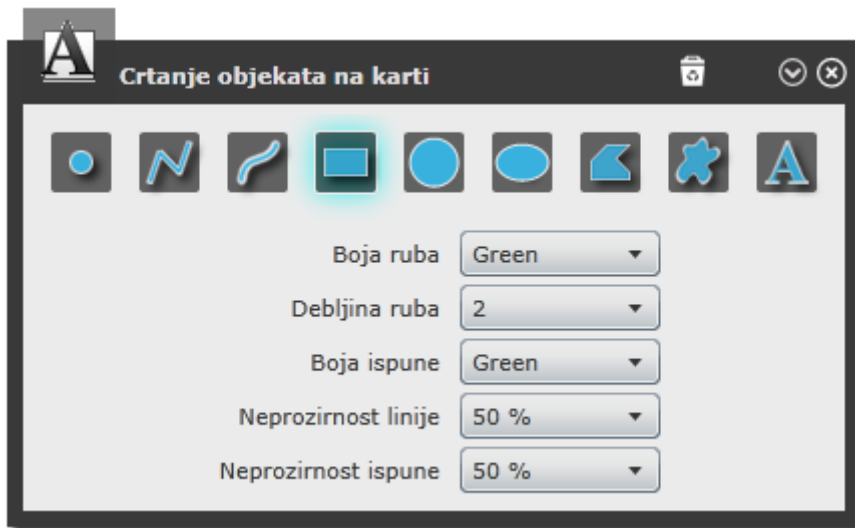 A
Crtanje objekata na karti
A
Boja ruba Green
Debljina ruba 2
Boja ispune Green
Neprozirnost linije 50 %
Neprozirnost ispune 50 %